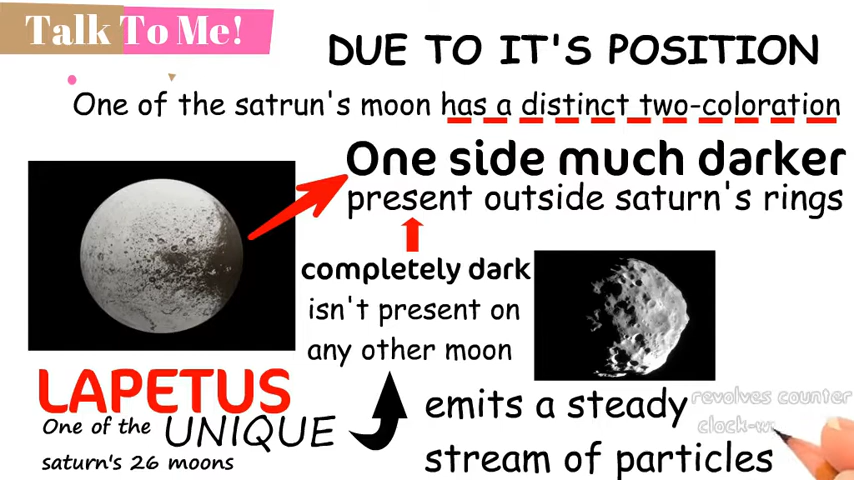 Talk To Me!
DUE TO IT'S POSITION
One of the satrun's moon has a distinct two-coloration
One side much darker
present outside saturn's rings
completely dark
isn't present on
any other moon
LAPETUS
One of the UNIQUE
saturn's 26 moons
emits a steady
stream of particles
revolves counter
clock-w